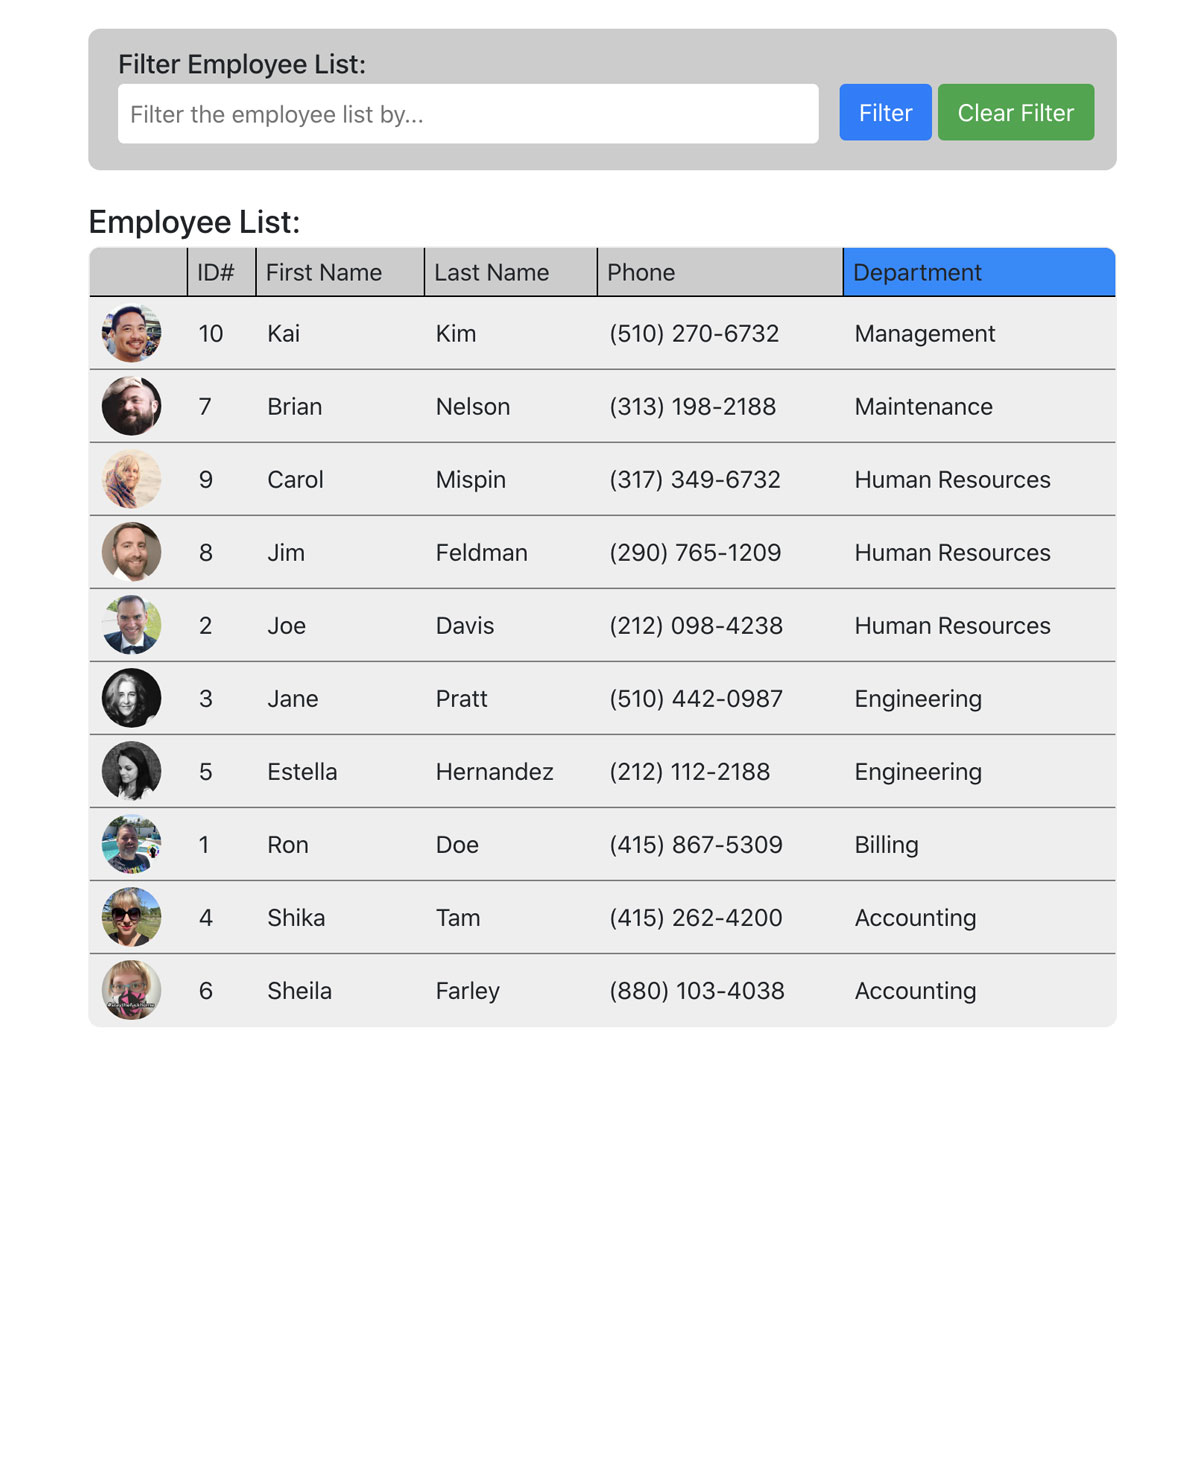 Filter Employee List:
Filter the employee list by...
Filter
Clear Filter
Employee List:
ID# First Name Last Name Phone Department
10 Kai Kim (510) 270-6732 Management
7 Brian Nelson (313) 198-2188 Maintenance
9 Carol Mispin (317) 349-6732 Human Resources
8 Jim Feldman (290) 765-1209 Human Resources
2 Joe Davis (212) 098-4238 Human Resources
3 Jane Pratt (510) 442-0987 Engineering
5 Estella Hernandez (212) 112-2188 Engineering
1 Ron Doe (415) 867-5309 Billing
4 Shika Tam (415) 262-4200 Accounting
6 Sheila Farley (880) 103-4038 Accounting